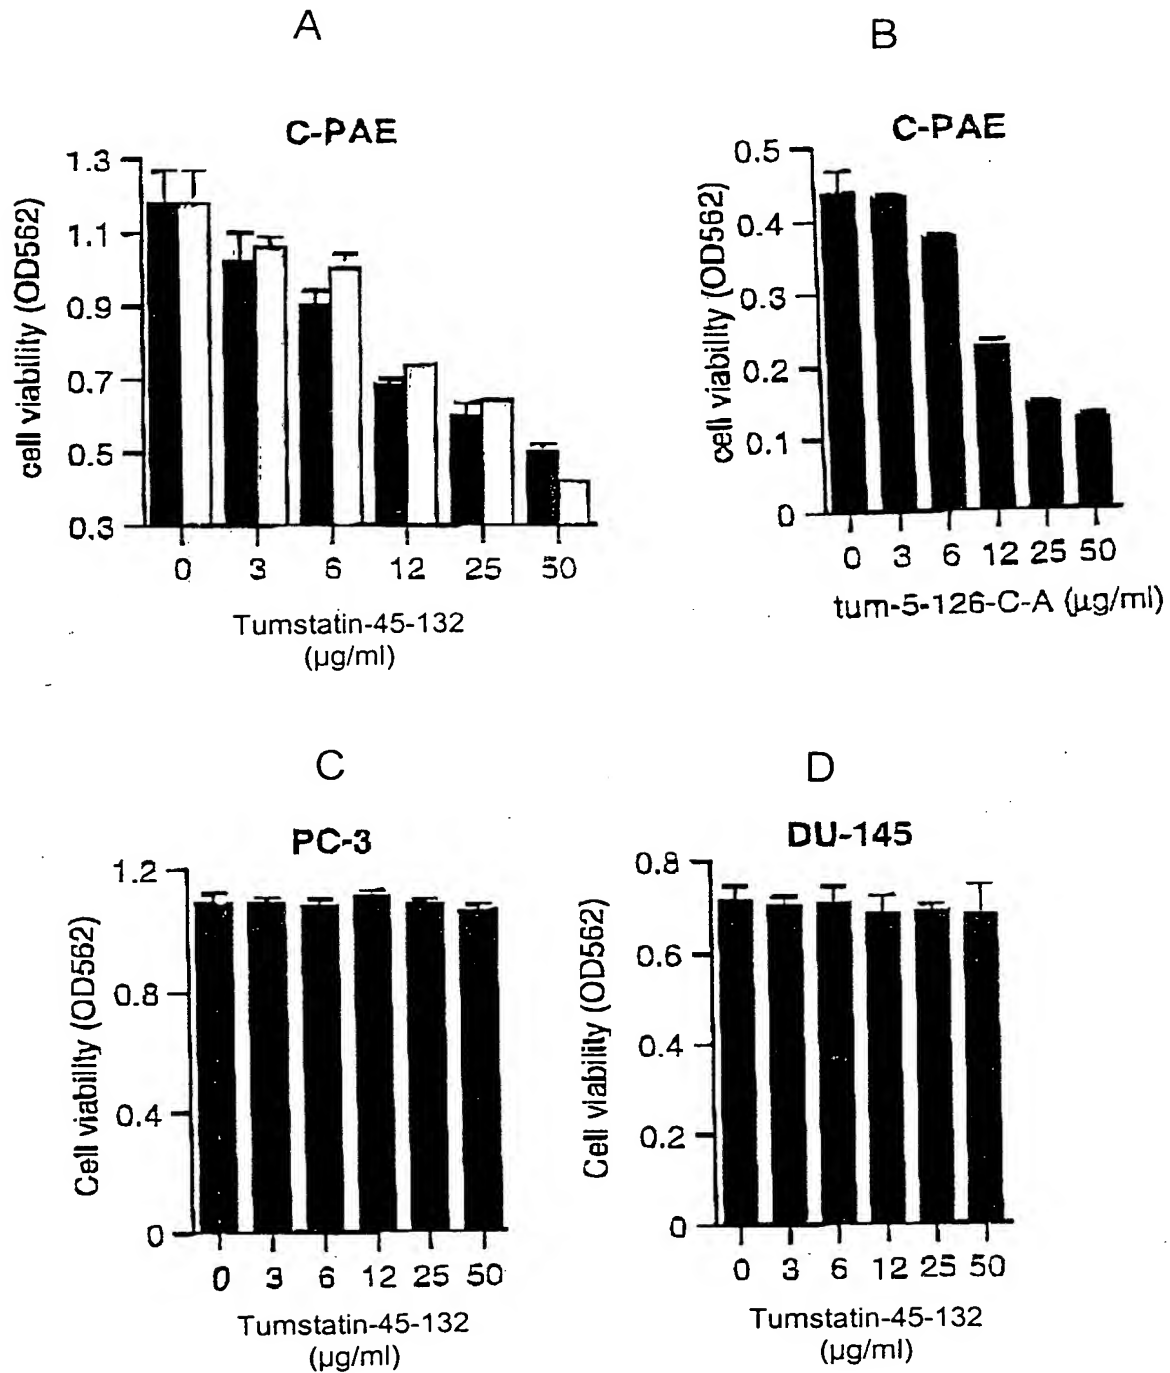 A
C-PAE
cell viability (OD562)
1.3
1.1
0.9
0.7
0.5
0.3
0 3 6 12 25 50
Tumstatin-45-132
(µg/ml)
B
C-PAE
cell viability (OD562)
0.5
0.4
0.3
0.2
0.1
0
0 3 6 12 25 50
tum-5-126-C-A (µg/ml)
C
PC-3
Cell viability (OD562)
1.2
0.8
0.4
0
0 3 6 12 25 50
Tumstatin-45-132
(µg/ml)
D
DU-145
Cell viability (OD562)
0.8
0.6
0.4
0.2
0
0 3 6 12 25 50
Tumstatin-45-132
(µg/ml)